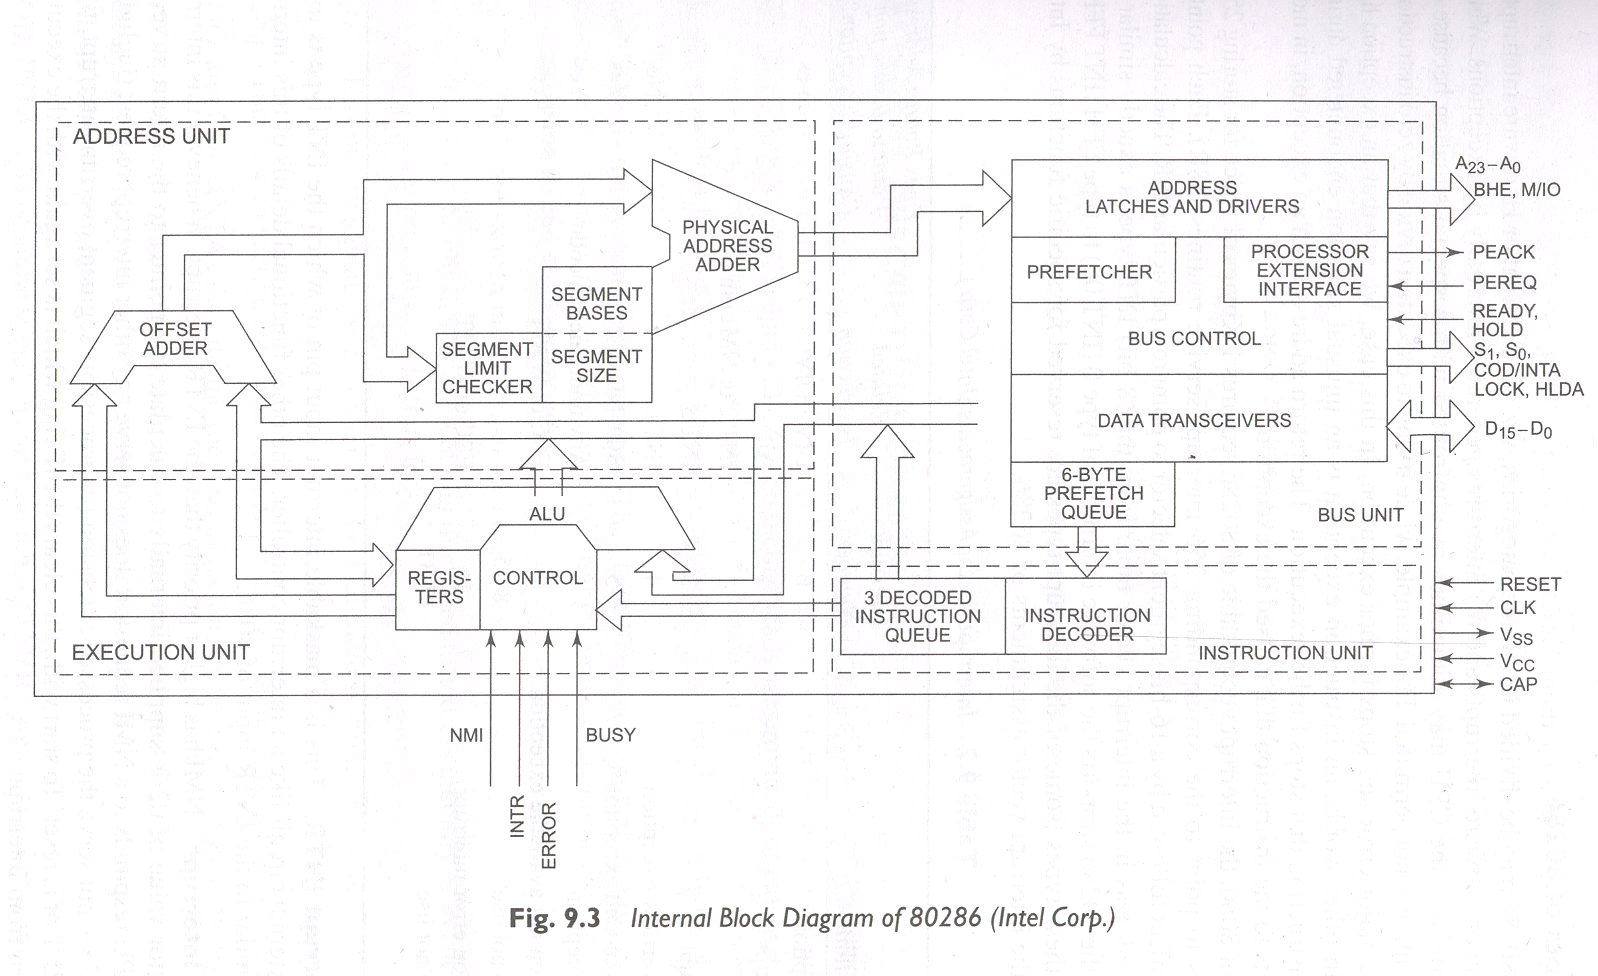 ADDRESS UNIT
OFFSET
ADDER
SEGMENT
LIMIT
CHECKER
SEGMENT
BASES
SEGMENT
SIZE
PHYSICAL
ADDRESS
ADDER
ADDRESS
LATCHES AND DRIVERS
PREFETCHER
PROCESSOR
EXTENSION
INTERFACE
BUS CONTROL
DATA TRANSCEIVERS
6-BYTE
PREFETCH
QUEUE
BUS UNIT
A23–A0
BHE, M/IO
PEACK
PEREQ
READY,
HOLD
S1, S0,
COD/INTA
LOCK, HLDA
D15–D0
ALU
REGIS-
TERS
CONTROL
EXECUTION UNIT
3 DECODED
INSTRUCTION
QUEUE
INSTRUCTION
DECODER
INSTRUCTION UNIT
RESET
CLK
VSS
VCC
CAP
NMI
INTR
ERROR
BUSY
Fig. 9.3 Internal Block Diagram of 80286 (Intel Corp.)